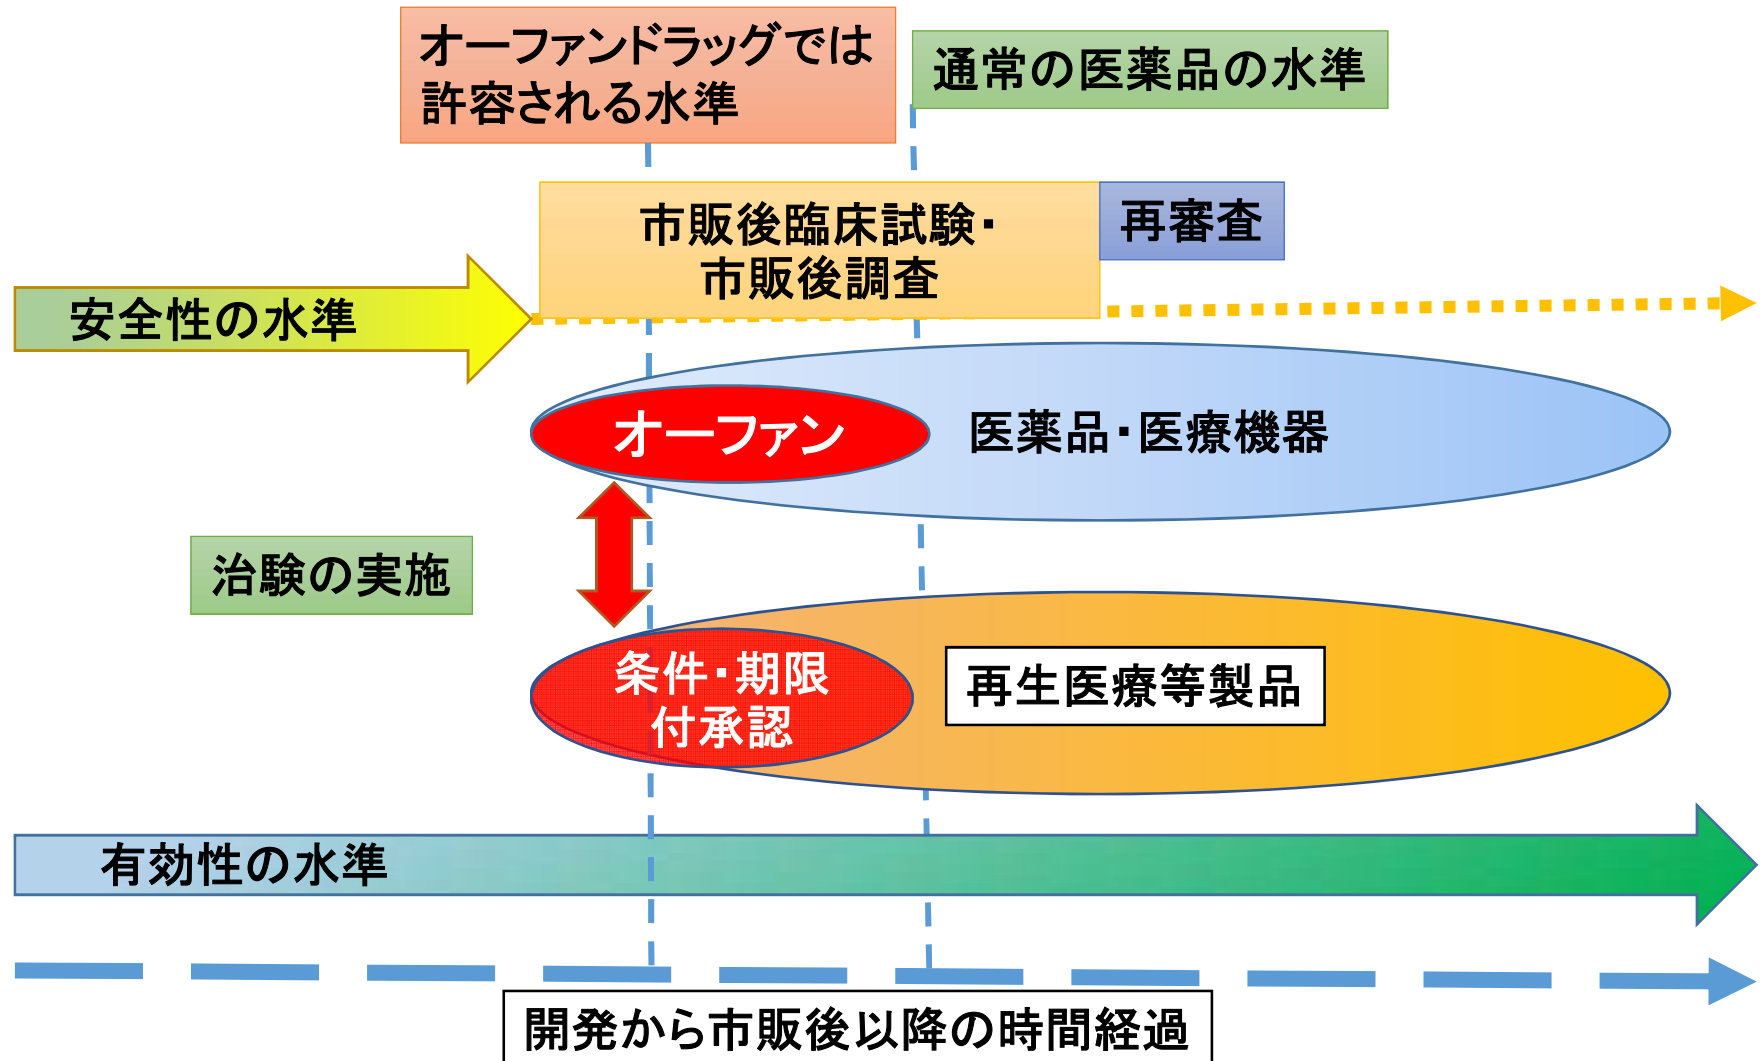 オーファンドラッグでは
許容される水準
通常の医薬品の水準
市販後臨床試験・
市販後調査
再審査
安全性の水準
オーファン
医薬品・医療機器
治験の実施
条件・期限
付承認
再生医療等製品
有効性の水準
開発から市販後以降の時間経過